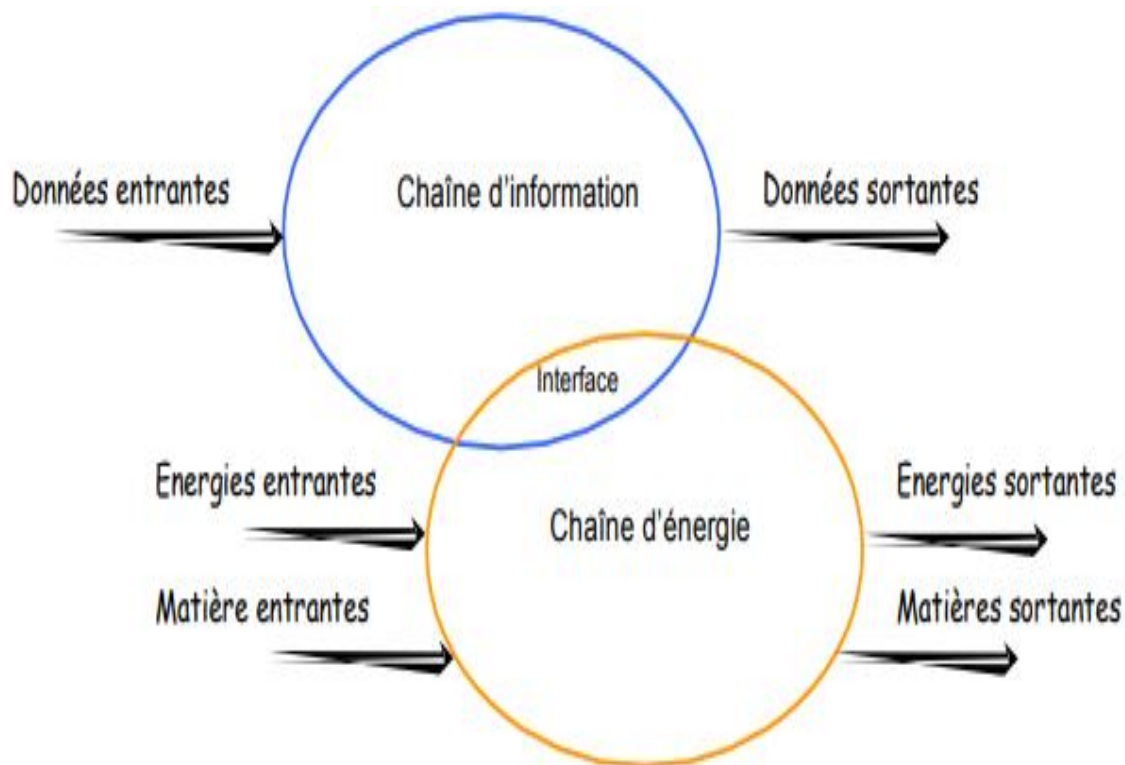 Données entrantes
Chaîne d'information
Données sortantes
Interface
Energies entrantes
Chaîne d'énergie
Energies sortantes
Matière entrantes
Matières sortantes